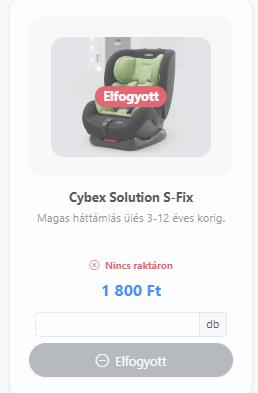 Elfogyott
Cybex Solution S-Fix
Magas háttámlás ülés 3-12 éves korig.
Nincs raktáron
1 800 Ft
db
Elfogyott